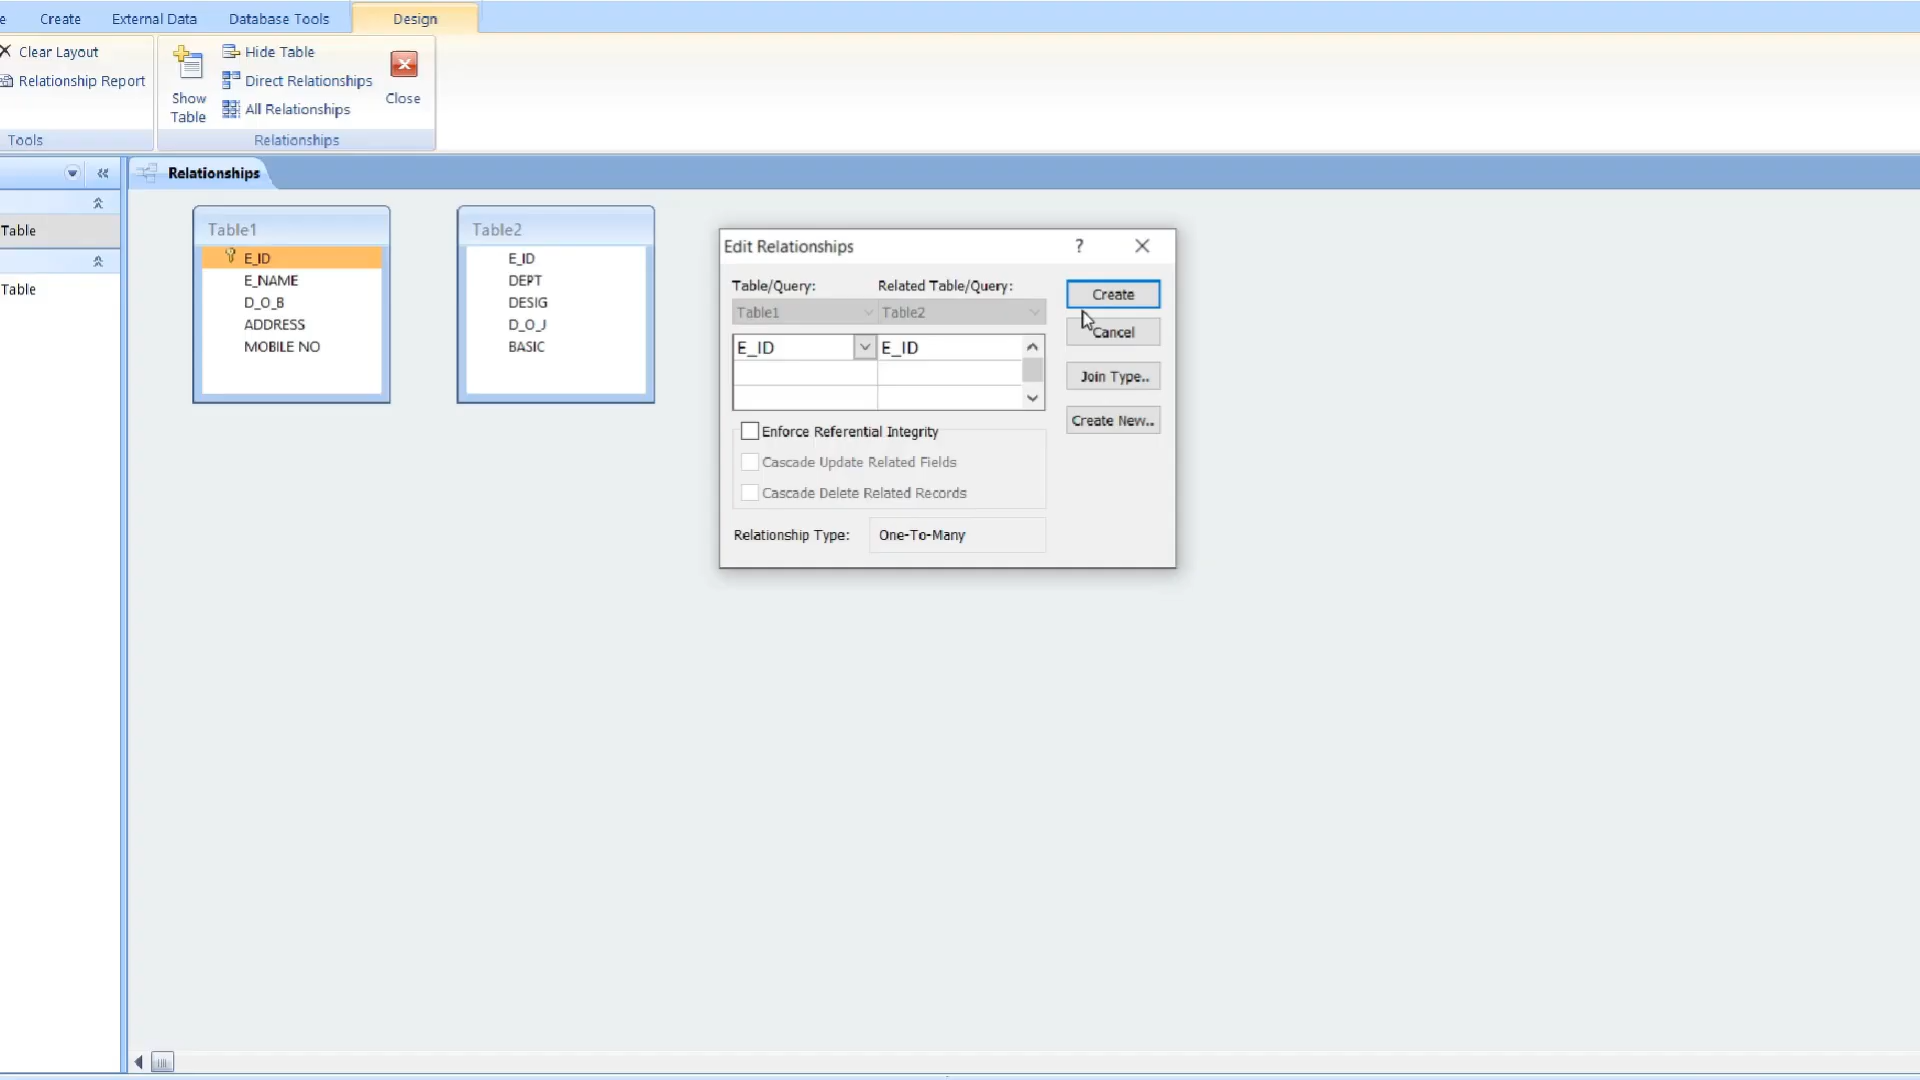 e Create External Data Database Tools Design
Clear Layout
Relationship Report
Tools
Show
Table
Hide Table
Direct Relationships
All Relationships
Close
Relationships
Table
Table
Relationships
Table1
E_ID
E_NAME
D_O_B
ADDRESS
MOBILE NO
Table2
E_ID
DEPT
DESIG
D_O_J
BASIC
Edit Relationships ?
Table/Query: Related Table/Query:
Table1 Table2
E_ID E_ID
Enforce Referential Integrity
Cascade Update Related Fields
Cascade Delete Related Records
Relationship Type: One-To-Many
Create
Cancel
Join Type..
Create New..